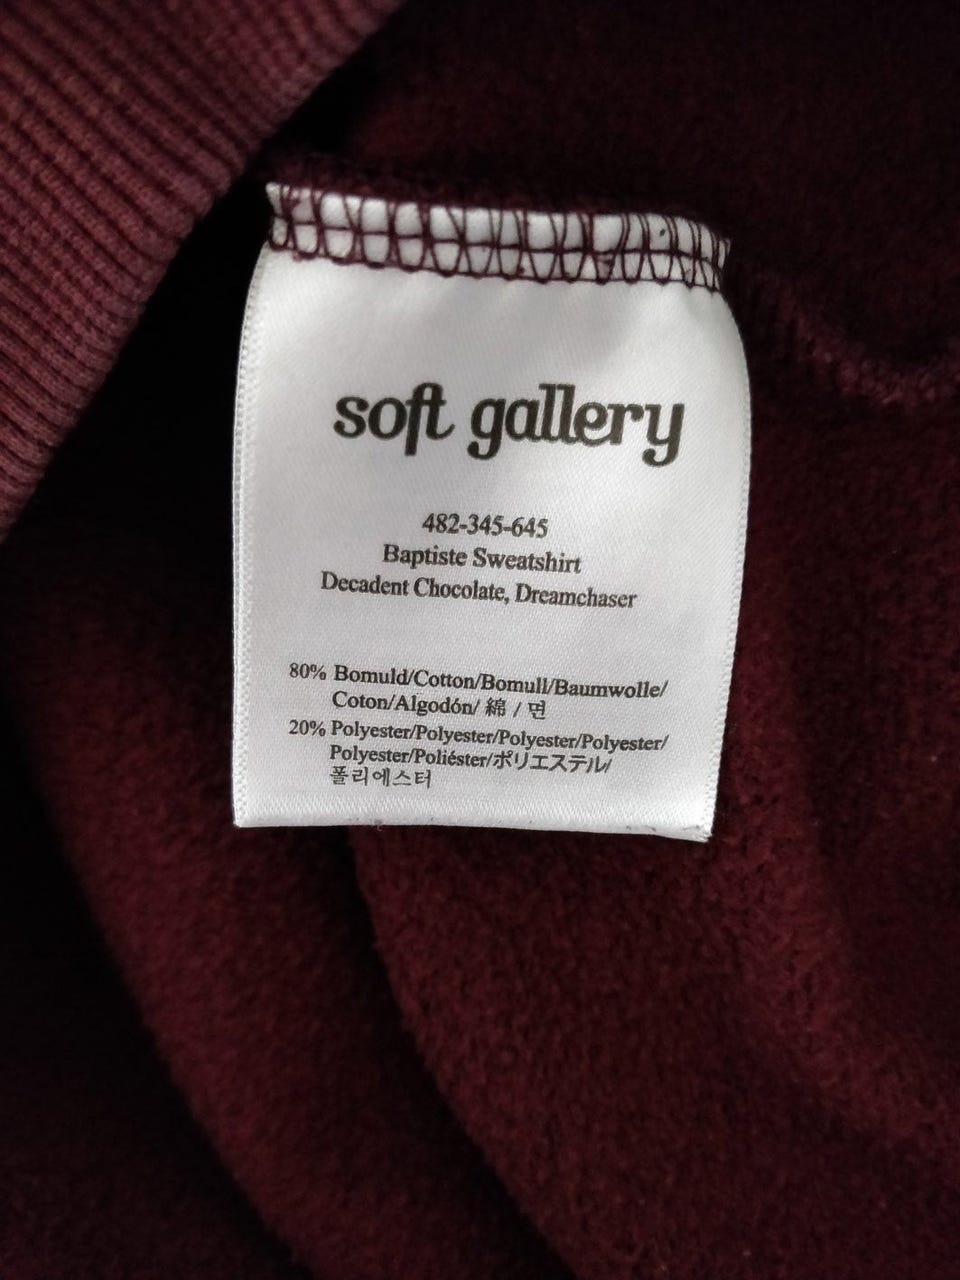 soft gallery
482-345-645
Baptiste Sweatshirt
Decadent Chocolate, Dreamchaser
80% Bomuld/Cotton/Bomull/Baumwolle/
Coton/Algodón/ 綿 / 면
20% Polyester/Polyester/Polyester/Polyester/
Polyester/Poliéster/ポリエステル/
폴리에스터